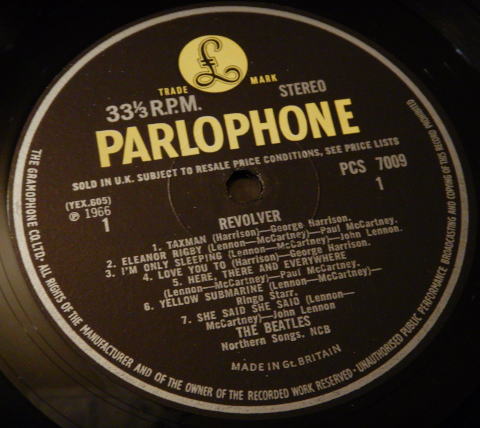 £
TRADE MARK
33⅓ R.P.M. STEREO
PARLOPHONE
SOLD IN U.K. SUBJECT TO RESALE PRICE CONDITIONS, SEE PRICE LISTS
(YEX.605) PCS 7009
℗ 1966
1 1
REVOLVER
1. TAXMAN (Harrison)—George Harrison.
2. ELEANOR RIGBY (Lennon—McCartney)—Paul McCartney.
3. I'M ONLY SLEEPING (Lennon—McCartney)—John Lennon.
4. LOVE YOU TO (Harrison)—George Harrison.
5. HERE, THERE AND EVERYWHERE
(Lennon—McCartney)—Paul McCartney.
6. YELLOW SUBMARINE (Lennon—McCartney)—
Ringo Starr.
7. SHE SAID SHE SAID (Lennon—
McCartney)—John Lennon
THE BEATLES
Northern Songs, NCB
MADE IN Gt. BRITAIN
THE GRAMOPHONE CO. LTD. ALL RIGHTS OF THE MANUFACTURER AND OF THE OWNER OF THE RECORDED WORK RESERVED · UNAUTHORISED PUBLIC PERFORMANCE BROADCASTING AND COPYING OF THIS RECORD PROHIBITED